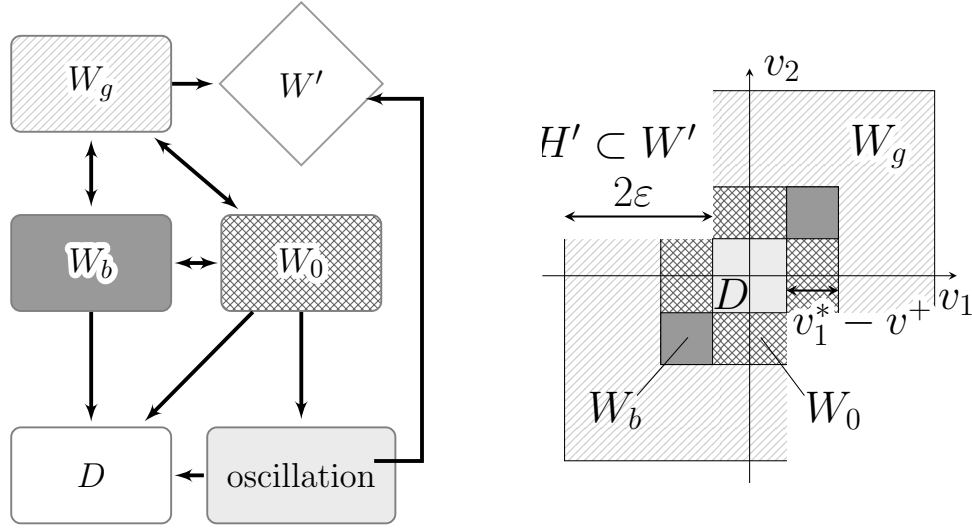 W_g
W'
W_b
W_0
D
oscillation
v_2
H' ⊂ W'
W_g
2ε
D
v_1
v_1^* − v^+
W_b
W_0